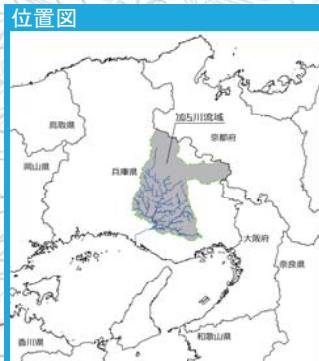 位置図
加古川流域
鳥取県
京都府
岡山県
兵庫県
大阪府
奈良県
香川県
和歌山県